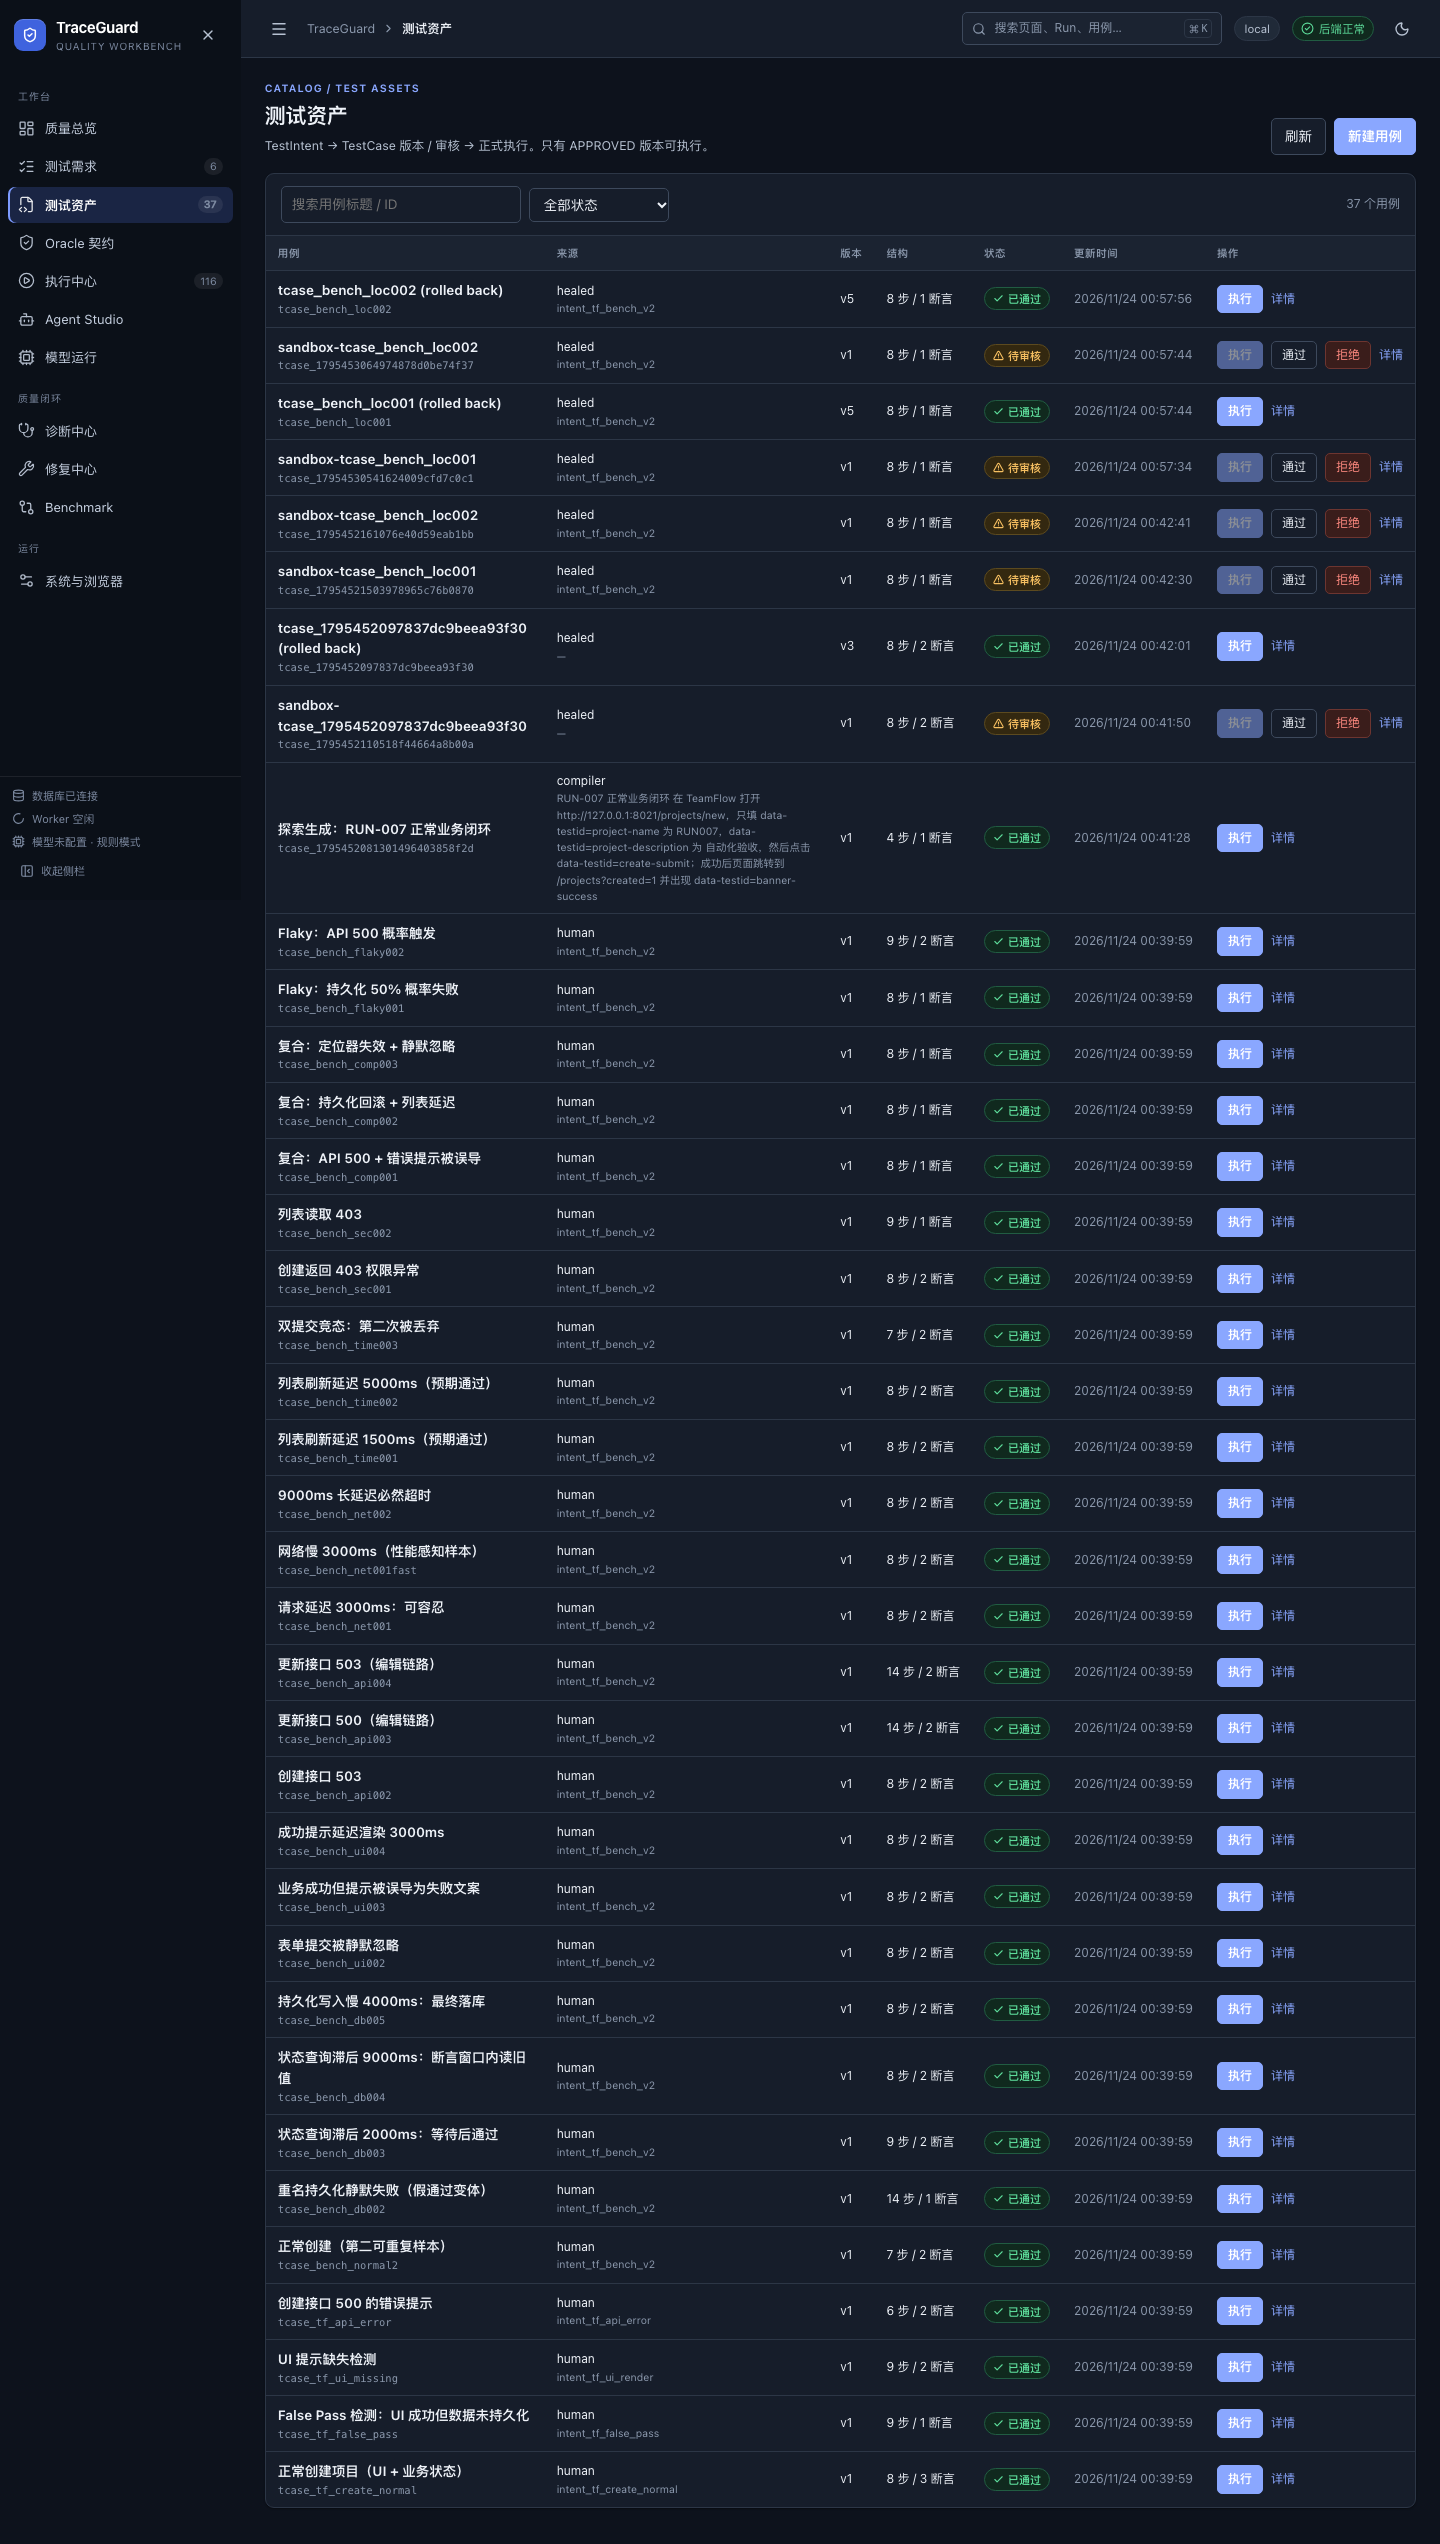 TraceGuard
QUALITY WORKBENCH
工作台
质量总览
测试需求 6
测试资产 37
Oracle 契约
执行中心 116
Agent Studio
模型运行
质量闭环
诊断中心
修复中心
Benchmark
运行
系统与浏览器
数据库已连接
Worker 空闲
模型未配置 · 规则模式
收起侧栏
TraceGuard > 测试资产
搜索页面、Run、用例... ⌘K
local
后端正常
CATALOG / TEST ASSETS
测试资产
TestIntent → TestCase 版本 / 审核 → 正式执行。只有 APPROVED 版本可执行。
刷新
新建用例
搜索用例标题 / ID
全部状态
37 个用例
用例 来源 版本 结构 状态 更新时间 操作
tcase_bench_loc002 (rolled back) healed v5 8 步 / 1 断言 已通过 2026/11/24 00:57:56 执行 详情
tcase_bench_loc002 intent_tf_bench_v2
sandbox-tcase_bench_loc002 healed v1 8 步 / 1 断言 待审核 2026/11/24 00:57:44 执行 通过 拒绝 详情
tcase_1795453064974878d0be74f37 intent_tf_bench_v2
tcase_bench_loc001 (rolled back) healed v5 8 步 / 1 断言 已通过 2026/11/24 00:57:44 执行 详情
tcase_bench_loc001 intent_tf_bench_v2
sandbox-tcase_bench_loc001 healed v1 8 步 / 1 断言 待审核 2026/11/24 00:57:34 执行 通过 拒绝 详情
tcase_17954530541624009cfd7c0c1 intent_tf_bench_v2
sandbox-tcase_bench_loc002 healed v1 8 步 / 1 断言 待审核 2026/11/24 00:42:41 执行 通过 拒绝 详情
tcase_1795452161076e40d59eab1bb intent_tf_bench_v2
sandbox-tcase_bench_loc001 healed v1 8 步 / 1 断言 待审核 2026/11/24 00:42:30 执行 通过 拒绝 详情
tcase_17954521503978965c76b0870 intent_tf_bench_v2
tcase_1795452097837dc9beea93f30 (rolled back) healed v3 8 步 / 2 断言 已通过 2026/11/24 00:42:01 执行 详情
tcase_1795452097837dc9beea93f30 —
sandbox-tcase_1795452097837dc9beea93f30 healed v1 8 步 / 2 断言 待审核 2026/11/24 00:41:50 执行 通过 拒绝 详情
tcase_1795452110518f44664a8b00a —
探索生成：RUN-007 正常业务闭环 compiler v1 4 步 / 1 断言 已通过 2026/11/24 00:41:28 执行 详情
tcase_1795452081301496403858f2d
RUN-007 正常业务闭环 在 TeamFlow 打开
http://127.0.0.1:8021/projects/new，只填 data-
testid=project-name 为 RUN007，data-
testid=project-description 为 自动化验收，然后点击
data-testid=create-submit；成功后页面跳转到
/projects?created=1 并出现 data-testid=banner-
success
Flaky：API 500 概率触发 human v1 9 步 / 2 断言 已通过 2026/11/24 00:39:59 执行 详情
tcase_bench_flaky002 intent_tf_bench_v2
Flaky：持久化 50% 概率失败 human v1 8 步 / 1 断言 已通过 2026/11/24 00:39:59 执行 详情
tcase_bench_flaky001 intent_tf_bench_v2
复合：定位器失效 + 静默忽略 human v1 8 步 / 1 断言 已通过 2026/11/24 00:39:59 执行 详情
tcase_bench_comp003 intent_tf_bench_v2
复合：持久化回滚 + 列表延迟 human v1 8 步 / 1 断言 已通过 2026/11/24 00:39:59 执行 详情
tcase_bench_comp002 intent_tf_bench_v2
复合：API 500 + 错误提示被误导 human v1 8 步 / 1 断言 已通过 2026/11/24 00:39:59 执行 详情
tcase_bench_comp001 intent_tf_bench_v2
列表读取 403 human v1 9 步 / 1 断言 已通过 2026/11/24 00:39:59 执行 详情
tcase_bench_sec002 intent_tf_bench_v2
创建返回 403 权限异常 human v1 8 步 / 2 断言 已通过 2026/11/24 00:39:59 执行 详情
tcase_bench_sec001 intent_tf_bench_v2
双提交竞态：第二次被丢弃 human v1 7 步 / 2 断言 已通过 2026/11/24 00:39:59 执行 详情
tcase_bench_time003 intent_tf_bench_v2
列表刷新延迟 5000ms（预期通过） human v1 8 步 / 2 断言 已通过 2026/11/24 00:39:59 执行 详情
tcase_bench_time002 intent_tf_bench_v2
列表刷新延迟 1500ms（预期通过） human v1 8 步 / 2 断言 已通过 2026/11/24 00:39:59 执行 详情
tcase_bench_time001 intent_tf_bench_v2
9000ms 长延迟必然超时 human v1 8 步 / 2 断言 已通过 2026/11/24 00:39:59 执行 详情
tcase_bench_net002 intent_tf_bench_v2
网络慢 3000ms（性能感知样本） human v1 8 步 / 2 断言 已通过 2026/11/24 00:39:59 执行 详情
tcase_bench_net001fast intent_tf_bench_v2
请求延迟 3000ms：可容忍 human v1 8 步 / 2 断言 已通过 2026/11/24 00:39:59 执行 详情
tcase_bench_net001 intent_tf_bench_v2
更新接口 503（编辑链路） human v1 14 步 / 2 断言 已通过 2026/11/24 00:39:59 执行 详情
tcase_bench_api004 intent_tf_bench_v2
更新接口 500（编辑链路） human v1 14 步 / 2 断言 已通过 2026/11/24 00:39:59 执行 详情
tcase_bench_api003 intent_tf_bench_v2
创建接口 503 human v1 8 步 / 2 断言 已通过 2026/11/24 00:39:59 执行 详情
tcase_bench_api002 intent_tf_bench_v2
成功提示延迟渲染 3000ms human v1 8 步 / 2 断言 已通过 2026/11/24 00:39:59 执行 详情
tcase_bench_ui004 intent_tf_bench_v2
业务成功但提示被误导为失败文案 human v1 8 步 / 2 断言 已通过 2026/11/24 00:39:59 执行 详情
tcase_bench_ui003 intent_tf_bench_v2
表单提交被静默忽略 human v1 8 步 / 2 断言 已通过 2026/11/24 00:39:59 执行 详情
tcase_bench_ui002 intent_tf_bench_v2
持久化写入慢 4000ms：最终落库 human v1 8 步 / 2 断言 已通过 2026/11/24 00:39:59 执行 详情
tcase_bench_db005 intent_tf_bench_v2
状态查询滞后 9000ms：断言窗口内读旧值 human v1 8 步 / 2 断言 已通过 2026/11/24 00:39:59 执行 详情
tcase_bench_db004 intent_tf_bench_v2
状态查询滞后 2000ms：等待后通过 human v1 9 步 / 2 断言 已通过 2026/11/24 00:39:59 执行 详情
tcase_bench_db003 intent_tf_bench_v2
重名持久化静默失败（假通过变体） human v1 14 步 / 1 断言 已通过 2026/11/24 00:39:59 执行 详情
tcase_bench_db002 intent_tf_bench_v2
正常创建（第二可重复样本） human v1 7 步 / 2 断言 已通过 2026/11/24 00:39:59 执行 详情
tcase_bench_normal2 intent_tf_bench_v2
创建接口 500 的错误提示 human v1 6 步 / 2 断言 已通过 2026/11/24 00:39:59 执行 详情
tcase_tf_api_error intent_tf_api_error
UI 提示缺失检测 human v1 9 步 / 2 断言 已通过 2026/11/24 00:39:59 执行 详情
tcase_tf_ui_missing intent_tf_ui_render
False Pass 检测：UI 成功但数据未持久化 human v1 9 步 / 1 断言 已通过 2026/11/24 00:39:59 执行 详情
tcase_tf_false_pass intent_tf_false_pass
正常创建项目（UI + 业务状态） human v1 8 步 / 3 断言 已通过 2026/11/24 00:39:59 执行 详情
tcase_tf_create_normal intent_tf_create_normal